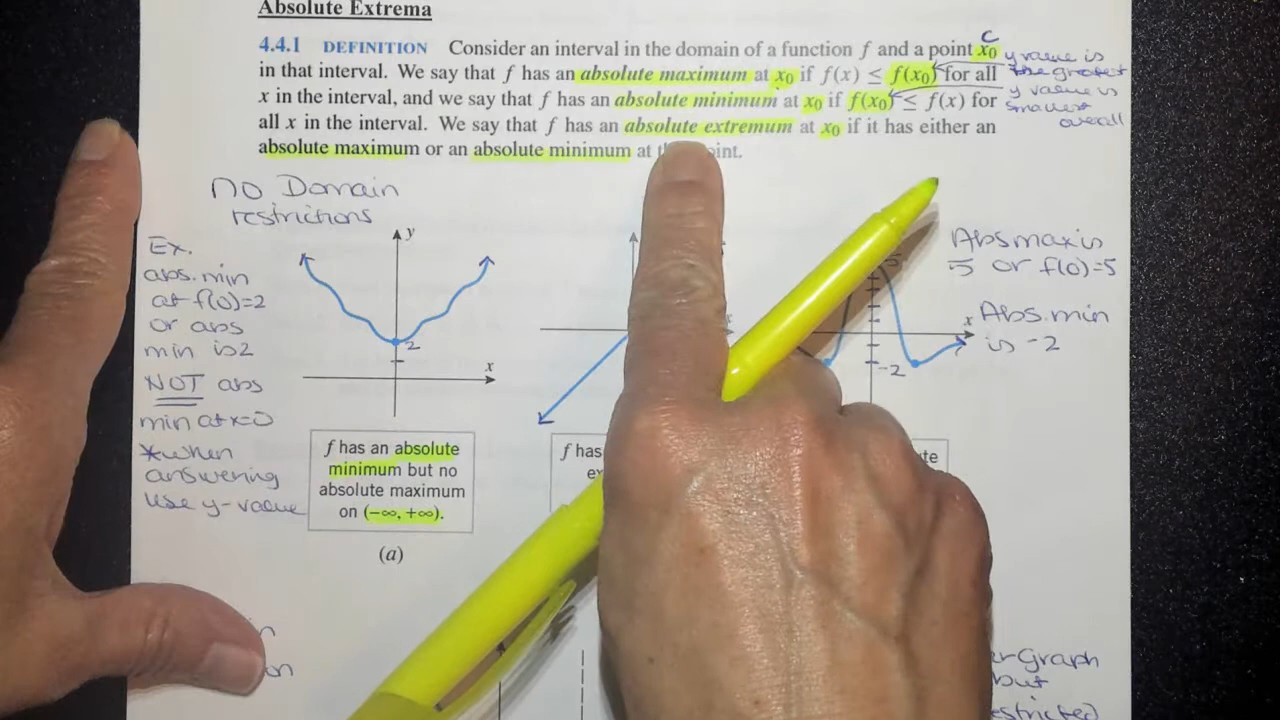 Absolute Extrema
4.4.1 DEFINITION Consider an interval in the domain of a function f and a point x₀
c
in that interval. We say that f has an absolute maximum at x₀ if f(x) ≤ f(x₀) for all
x in the interval, and we say that f has an absolute minimum at x₀ if f(x₀) ≤ f(x) for
all x in the interval. We say that f has an absolute extremum at x₀ if it has either an
absolute maximum or an absolute minimum at
y value is
the greatest
y value is
smallest
overall
No Domain
restrictions
Ex.
abs. min
at f(0)=2
or abs
min is 2
NOT abs
min at x=0
*when
answering
use y-value
y
2
x
f has an absolute
minimum but no
absolute maximum
on (−∞, +∞).
(a)
f has
5
x
-2
Abs max is
5 or f(0)=5
Abs. min
is -2
Graph
but